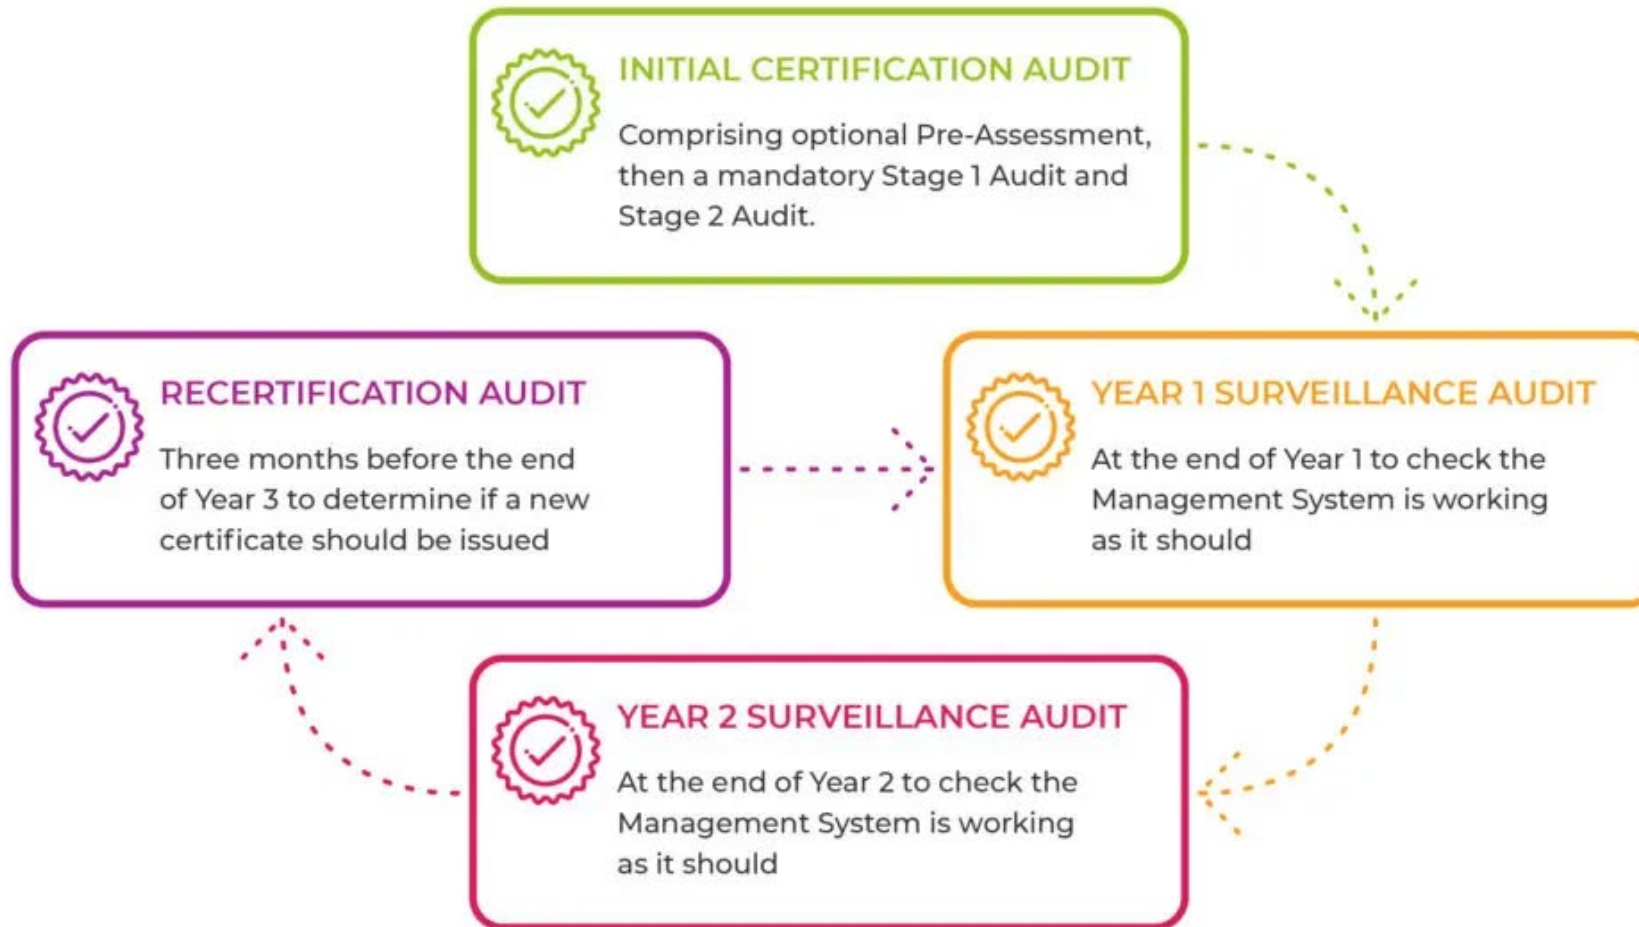 INITIAL CERTIFICATION AUDIT
Comprising optional Pre-Assessment,
then a mandatory Stage 1 Audit and
Stage 2 Audit.
RECERTIFICATION AUDIT
Three months before the end
of Year 3 to determine if a new
certificate should be issued
YEAR 1 SURVEILLANCE AUDIT
At the end of Year 1 to check the
Management System is working
as it should
YEAR 2 SURVEILLANCE AUDIT
At the end of Year 2 to check the
Management System is working
as it should